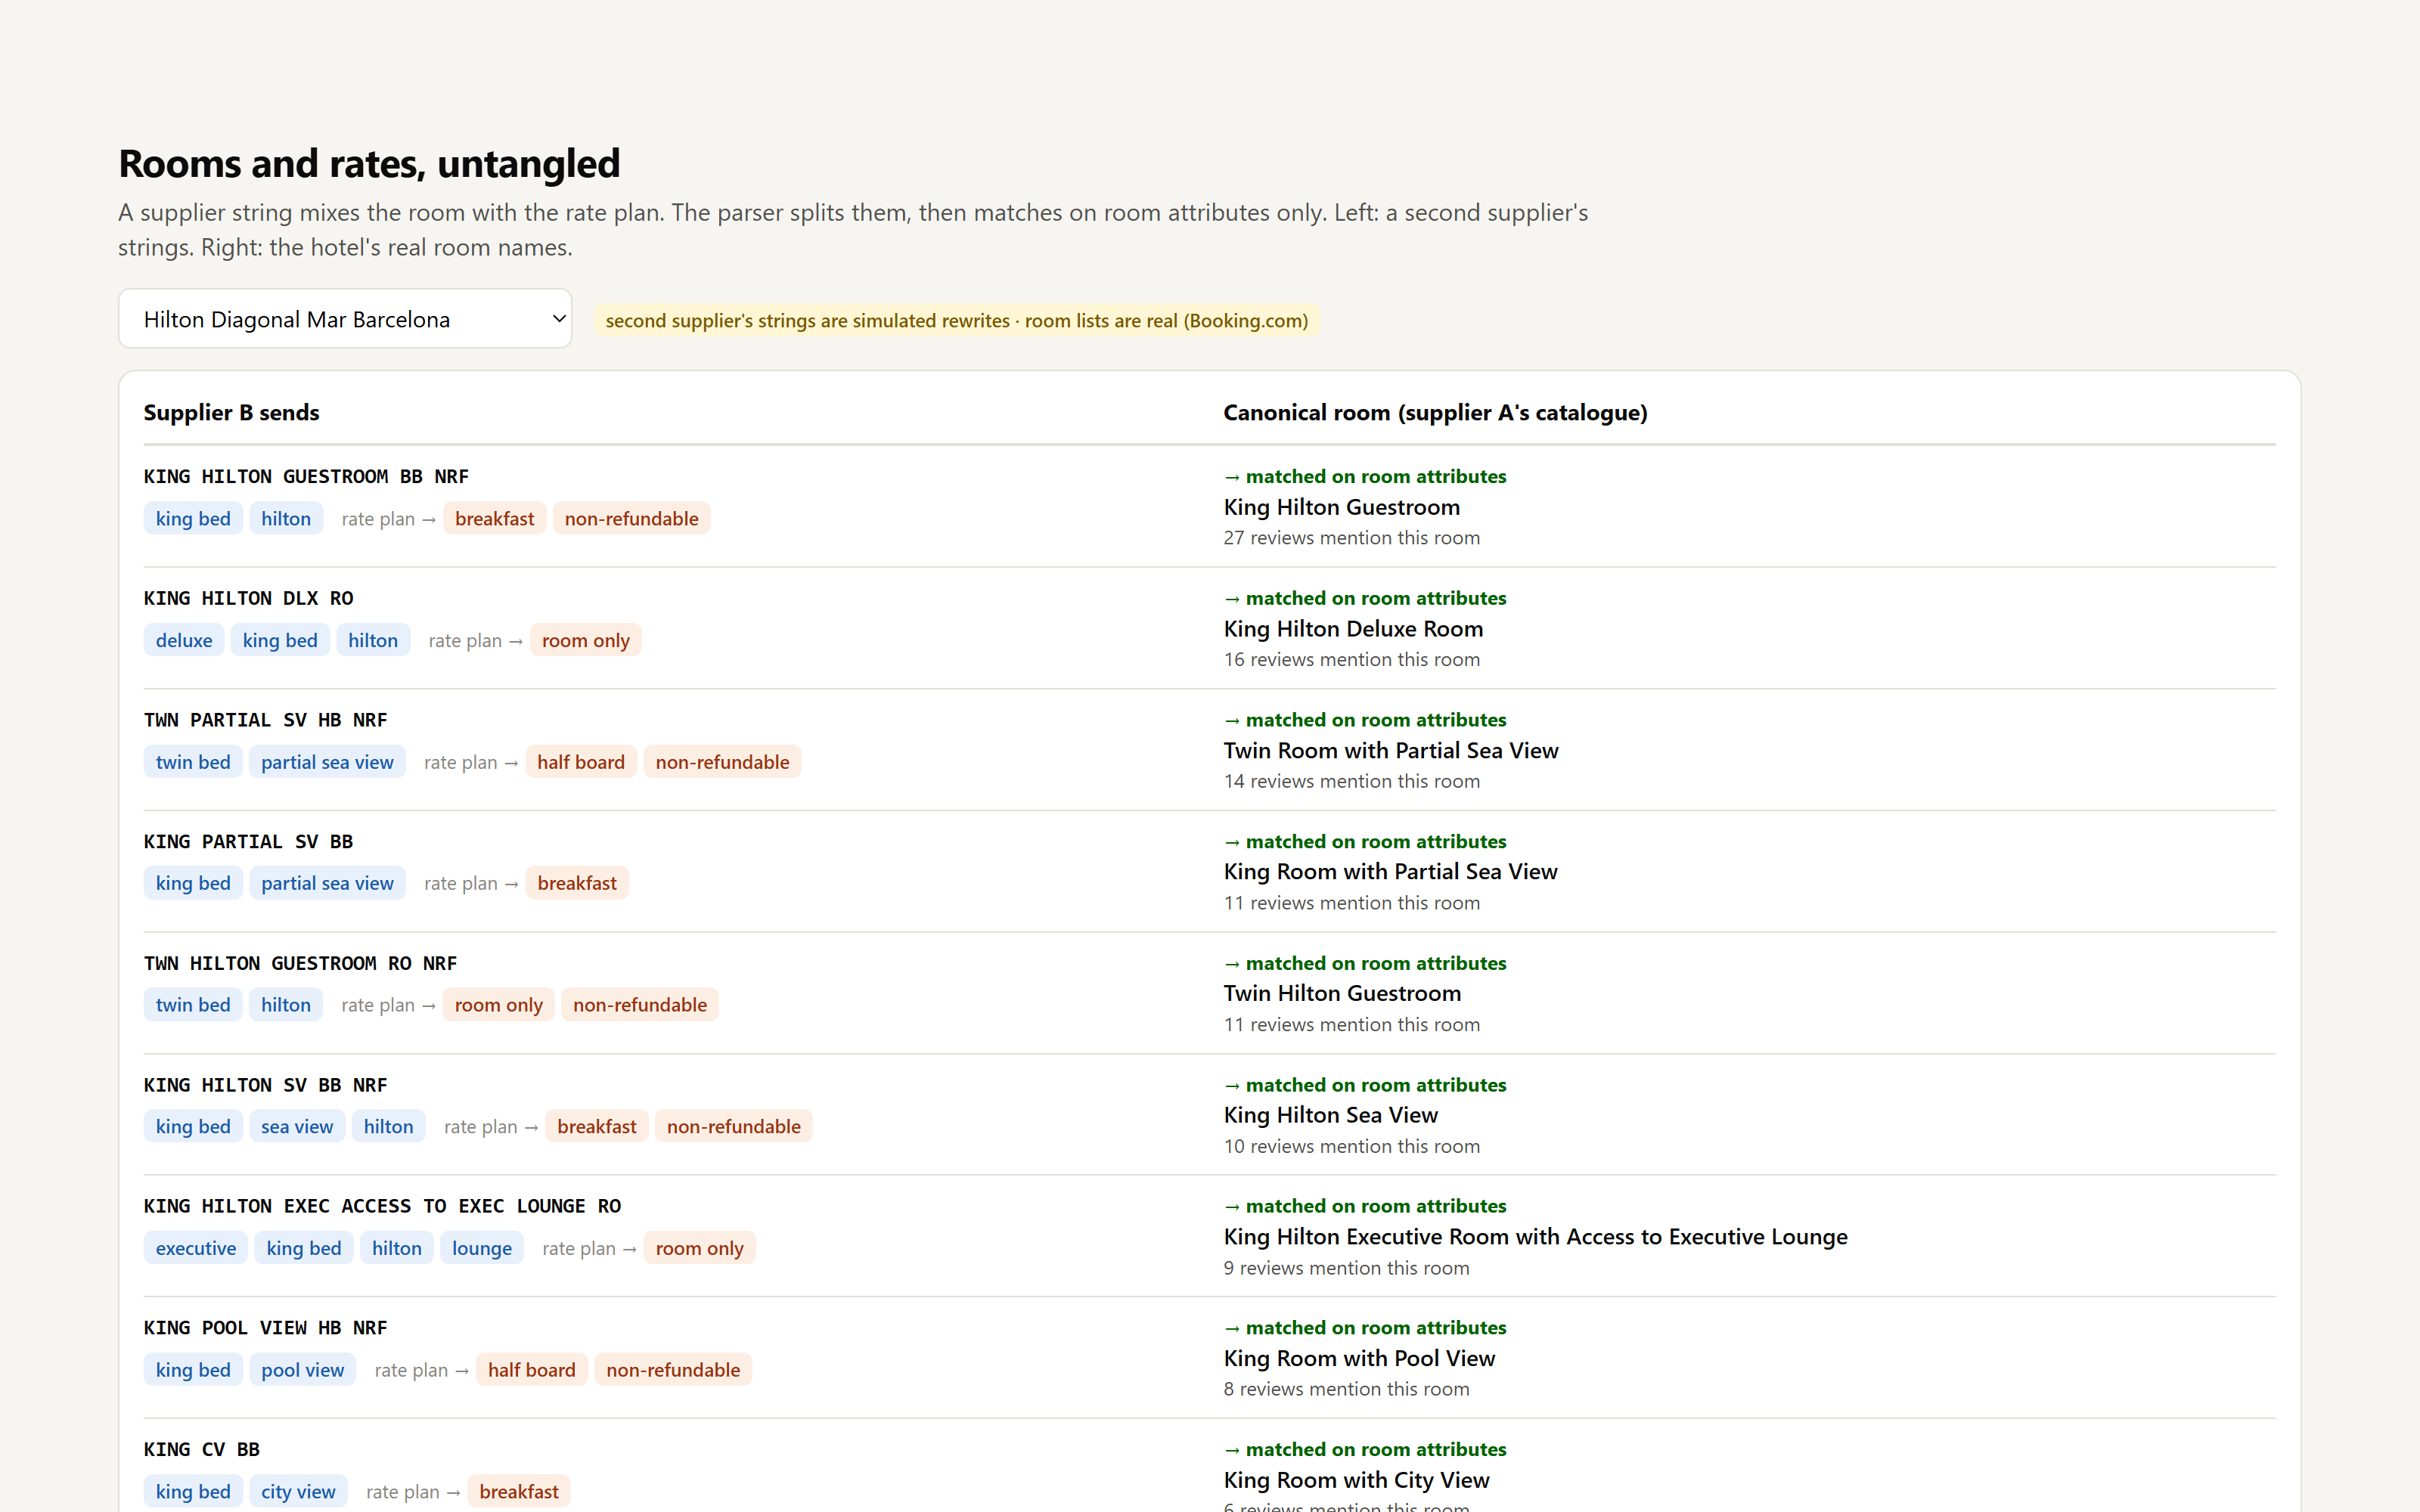 Rooms and rates, untangled
A supplier string mixes the room with the rate plan. The parser splits them, then matches on room attributes only. Left: a second supplier's
strings. Right: the hotel's real room names.
Hilton Diagonal Mar Barcelona
second supplier's strings are simulated rewrites · room lists are real (Booking.com)
Supplier B sends
Canonical room (supplier A's catalogue)
KING HILTON GUESTROOM BB NRF
king bed hilton rate plan → breakfast non-refundable
→ matched on room attributes
King Hilton Guestroom
27 reviews mention this room
KING HILTON DLX RO
deluxe king bed hilton rate plan → room only
→ matched on room attributes
King Hilton Deluxe Room
16 reviews mention this room
TWN PARTIAL SV HB NRF
twin bed partial sea view rate plan → half board non-refundable
→ matched on room attributes
Twin Room with Partial Sea View
14 reviews mention this room
KING PARTIAL SV BB
king bed partial sea view rate plan → breakfast
→ matched on room attributes
King Room with Partial Sea View
11 reviews mention this room
TWN HILTON GUESTROOM RO NRF
twin bed hilton rate plan → room only non-refundable
→ matched on room attributes
Twin Hilton Guestroom
11 reviews mention this room
KING HILTON SV BB NRF
king bed sea view hilton rate plan → breakfast non-refundable
→ matched on room attributes
King Hilton Sea View
10 reviews mention this room
KING HILTON EXEC ACCESS TO EXEC LOUNGE RO
executive king bed hilton lounge rate plan → room only
→ matched on room attributes
King Hilton Executive Room with Access to Executive Lounge
9 reviews mention this room
KING POOL VIEW HB NRF
king bed pool view rate plan → half board non-refundable
→ matched on room attributes
King Room with Pool View
8 reviews mention this room
KING CV BB
king bed city view rate plan → breakfast
→ matched on room attributes
King Room with City View
6 reviews mention this room